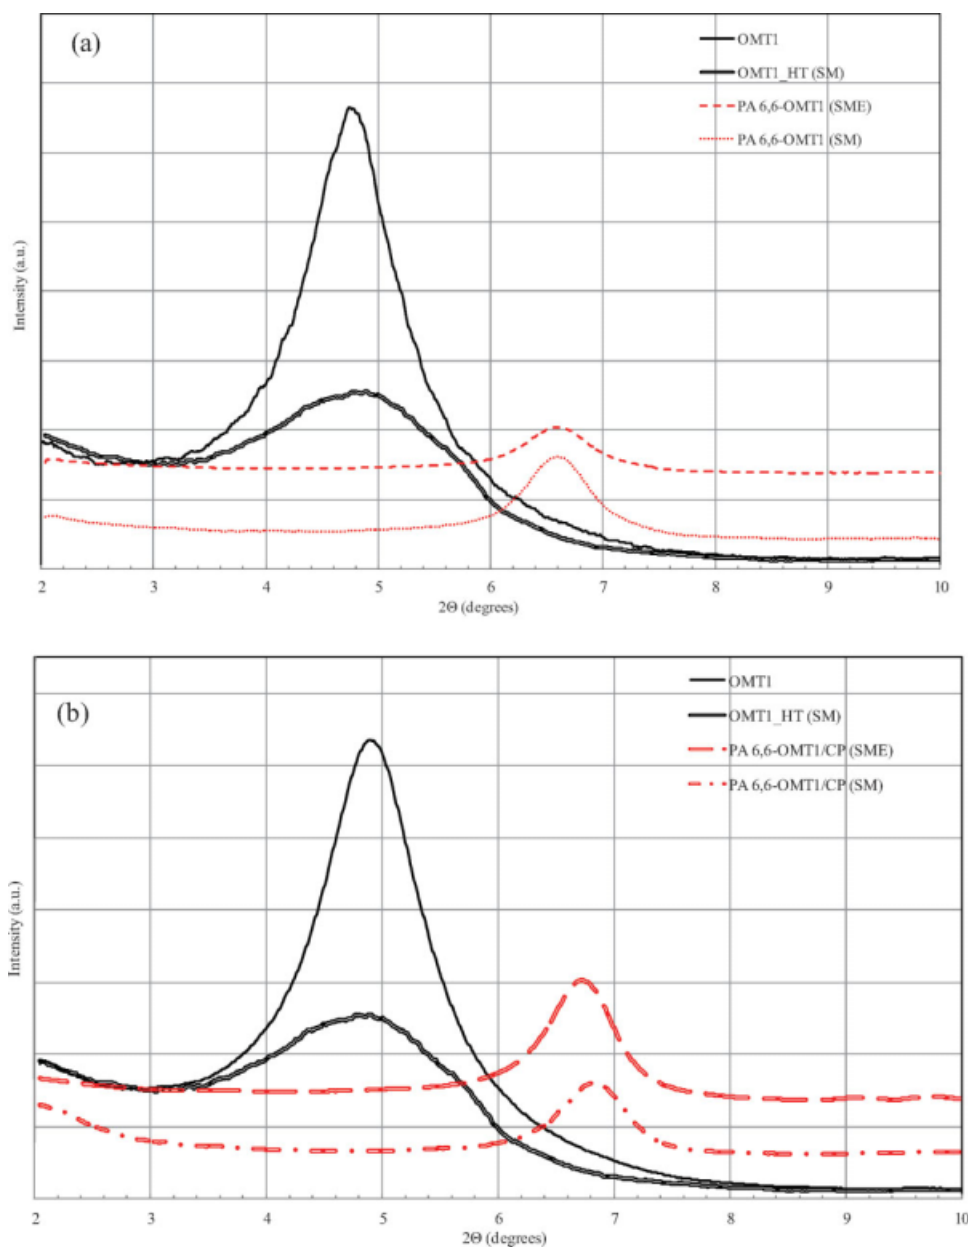 (a)
OMT1
OMT1_HT (SM)
PA 6,6-OMT1 (SME)
PA 6,6-OMT1 (SM)
Intensity (a.u.)
2 3 4 5 6 7 8 9 10
2Θ (degrees)
(b)
OMT1
OMT1_HT (SM)
PA 6,6-OMT1/CP (SME)
PA 6,6-OMT1/CP (SM)
Intensity (a.u.)
2 3 4 5 6 7 8 9 10
2Θ (degrees)